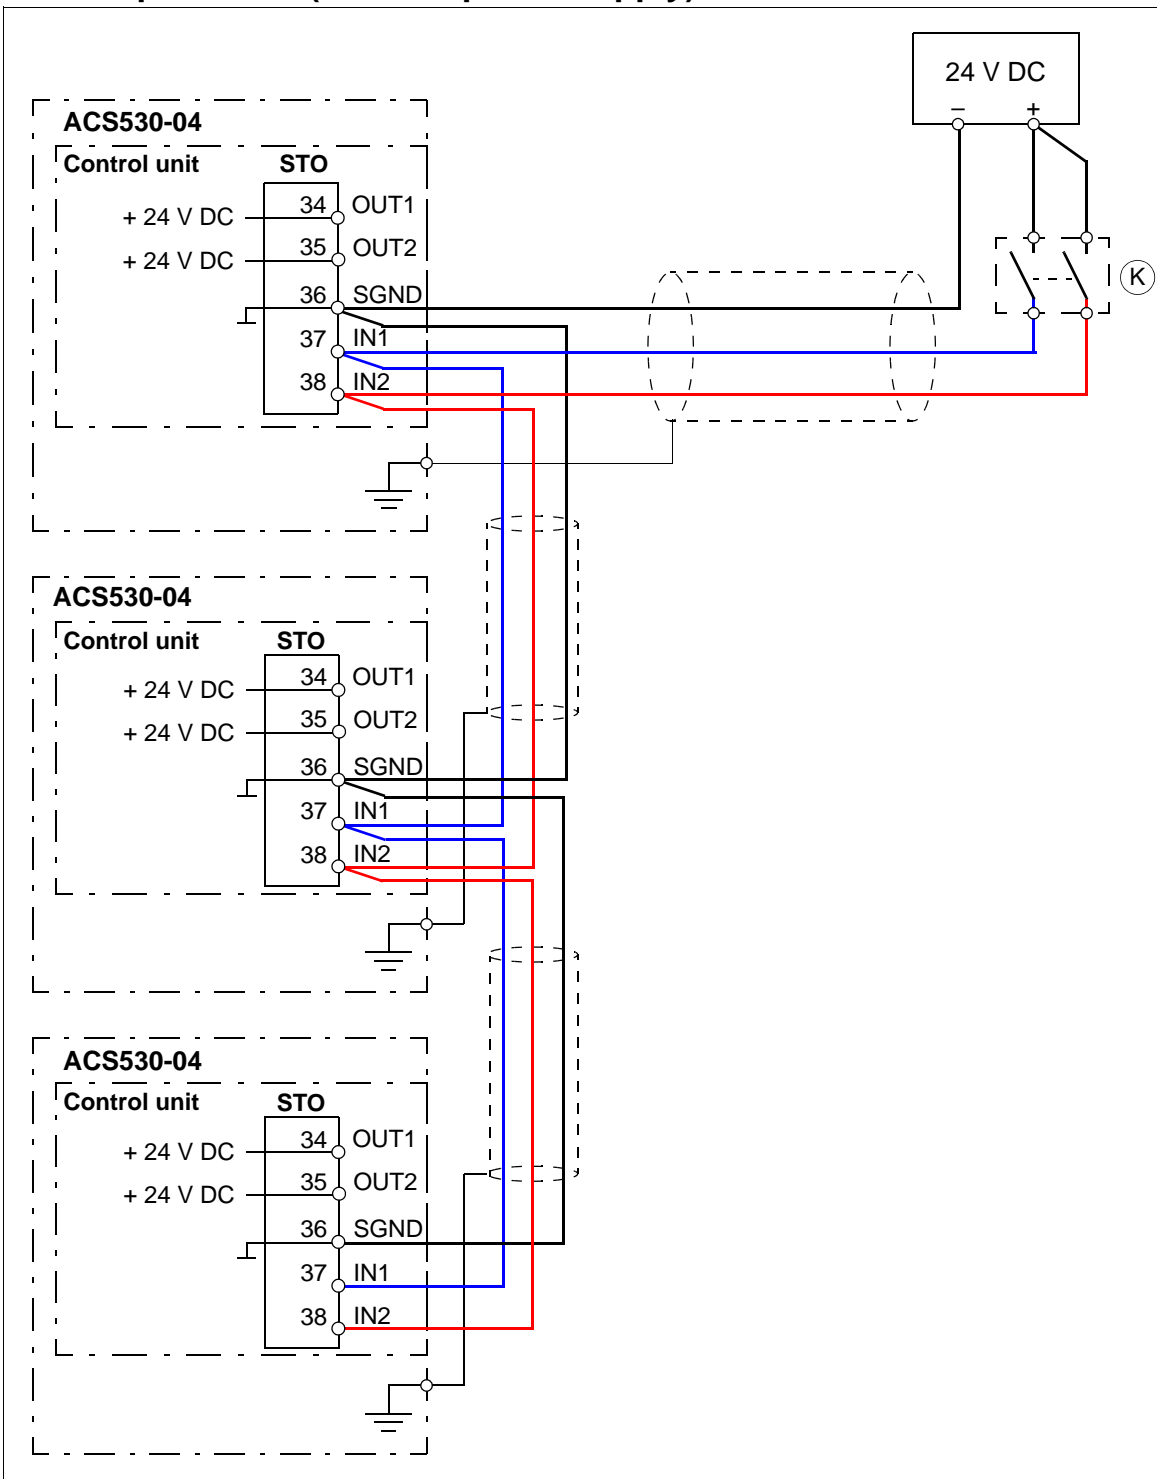 24 V DC
– +
K
ACS530-04
Control unit STO
+ 24 V DC 34 OUT1
+ 24 V DC 35 OUT2
36 SGND
37 IN1
38 IN2
ACS530-04
Control unit STO
+ 24 V DC 34 OUT1
+ 24 V DC 35 OUT2
36 SGND
37 IN1
38 IN2
ACS530-04
Control unit STO
+ 24 V DC 34 OUT1
+ 24 V DC 35 OUT2
36 SGND
37 IN1
38 IN2